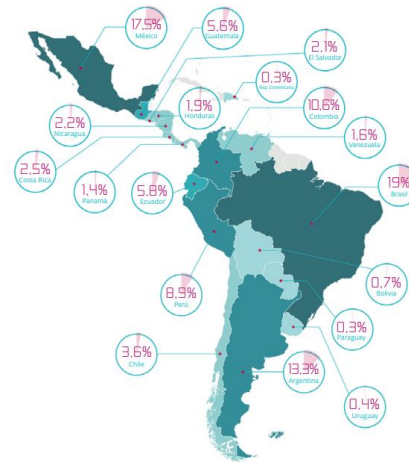 17.5%
México
5,6%
Guatemala
2,1%
El Salvador
0,3%
Rep Dominicana
1,9%
Honduras
10,6%
Colombia
2,2%
Nicaragua
1,6%
Venezuela
2,5%
Costa Rica
1,4%
Panamá
5,8%
Ecuador
19%
Brasil
0,7%
Bolivia
8,9%
Perú
0,3%
Paraguay
3,6%
Chile
13,3%
Argentina
0,4%
Uruguay